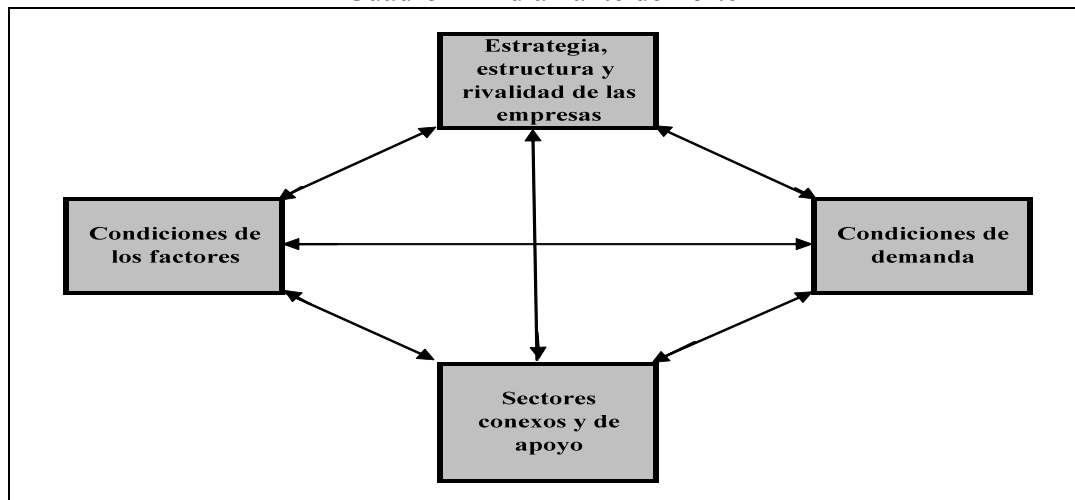 Estrategia,
estructura y
rivalidad de las
empresas
Condiciones de
los factores
Condiciones de
demanda
Sectores
conexos y de
apoyo